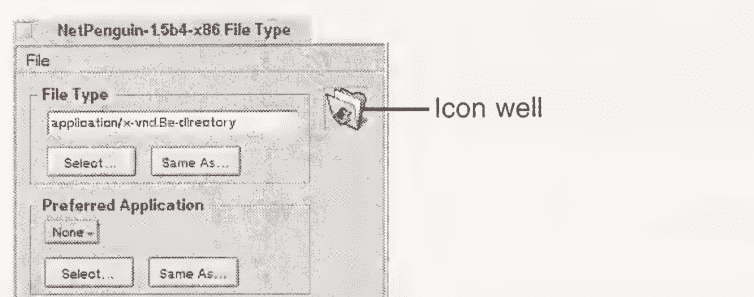 NetPenguin-1.5b4-x86 File Type
File
File Type
application/x-vnd.Be-directory
Icon well
Select...
Same As...
Preferred Application
None
Select...
Same As...